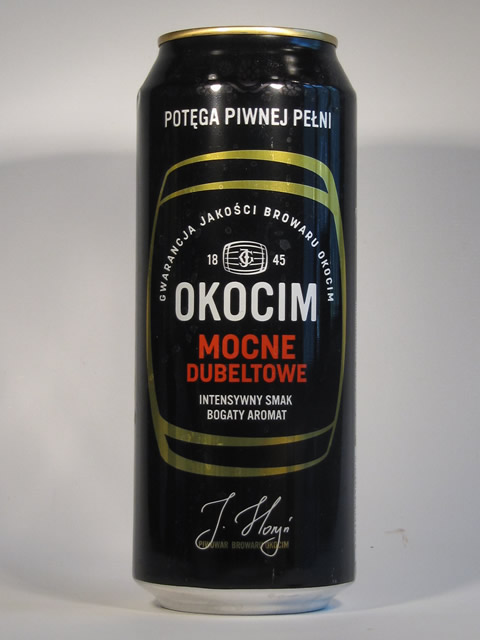 POTĘGA PIWNEJ PEŁNI
GWARANCJA JAKOŚCI BROWARU OKOCIM
18 45
OKOCIM
MOCNE
DUBELTOWE
INTENSYWNY SMAK
BOGATY AROMAT
PIWOWAR BROWARU OKOCIM